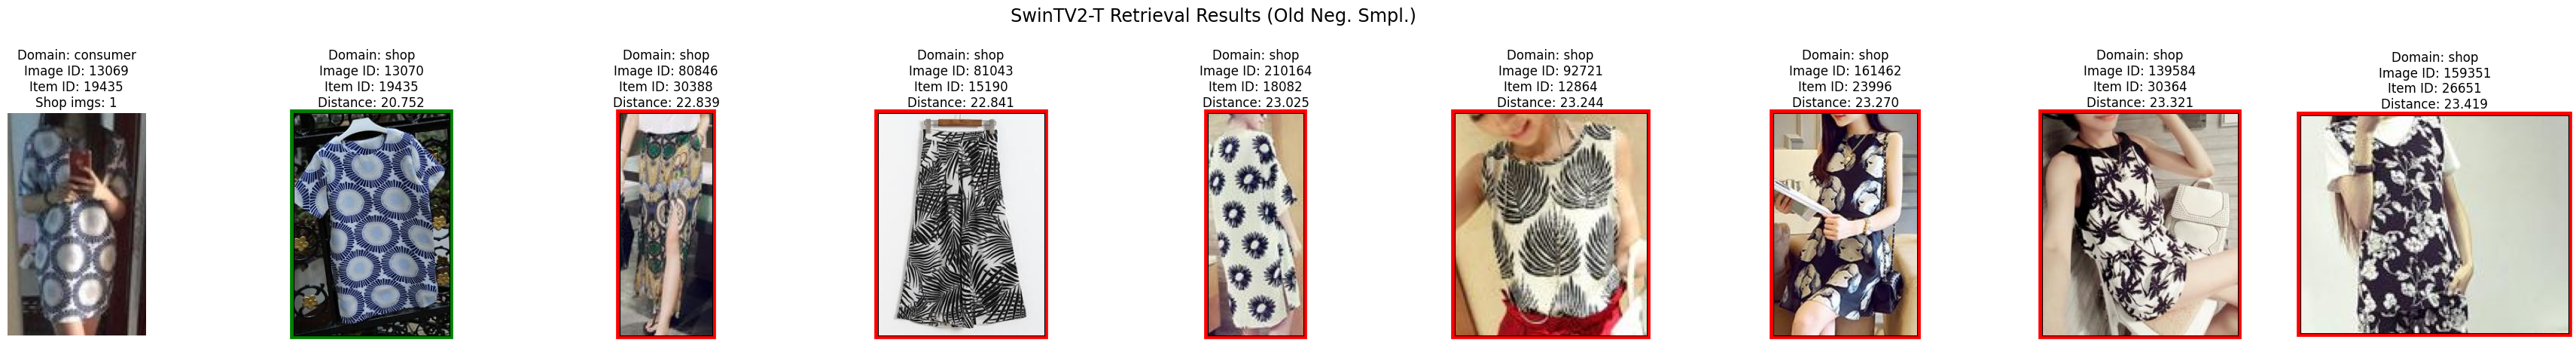 SwinTV2-T Retrieval Results (Old Neg. Smpl.)
Domain: consumer
Image ID: 13069
Item ID: 19435
Shop imgs: 1
Domain: shop
Image ID: 13070
Item ID: 19435
Distance: 20.752
Domain: shop
Image ID: 80846
Item ID: 30388
Distance: 22.839
Domain: shop
Image ID: 81043
Item ID: 15190
Distance: 22.841
Domain: shop
Image ID: 210164
Item ID: 18082
Distance: 23.025
Domain: shop
Image ID: 92721
Item ID: 12864
Distance: 23.244
Domain: shop
Image ID: 161462
Item ID: 23996
Distance: 23.270
Domain: shop
Image ID: 139584
Item ID: 30364
Distance: 23.321
Domain: shop
Image ID: 159351
Item ID: 26651
Distance: 23.419